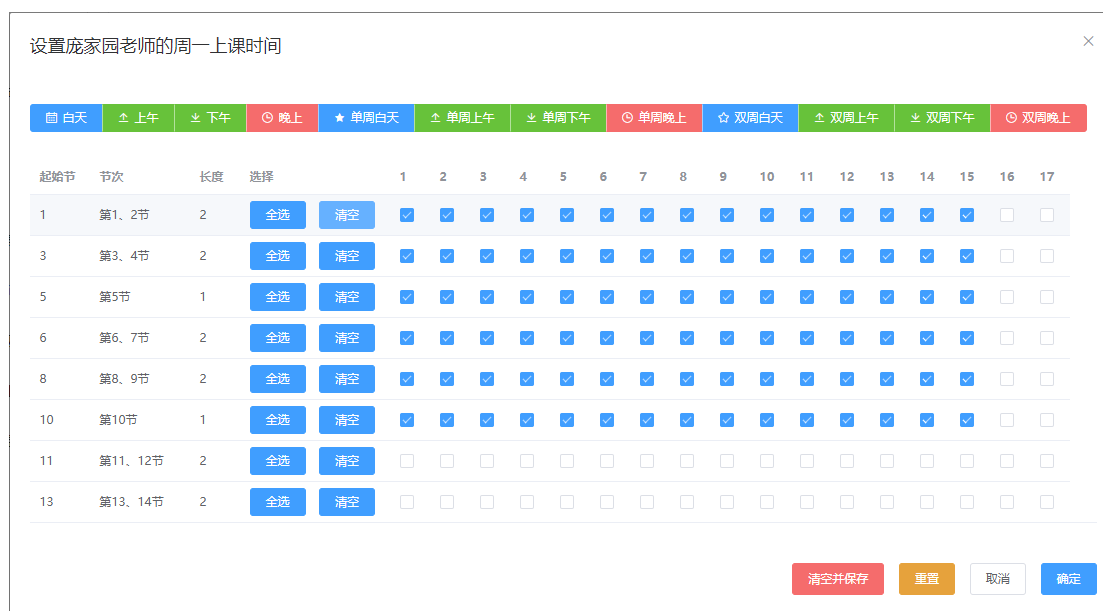 设置庞家园老师的周一上课时间
白天 上午 下午 晚上 单周白天 单周上午 单周下午 单周晚上 双周白天 双周上午 双周下午 双周晚上
起始节 节次 长度 选择 1 2 3 4 5 6 7 8 9 10 11 12 13 14 15 16 17
1 第1、2节 2 全选 清空
3 第3、4节 2 全选 清空
5 第5节 1 全选 清空
6 第6、7节 2 全选 清空
8 第8、9节 2 全选 清空
10 第10节 1 全选 清空
11 第11、12节 2 全选 清空
13 第13、14节 2 全选 清空
清空并保存 重置 取消 确定